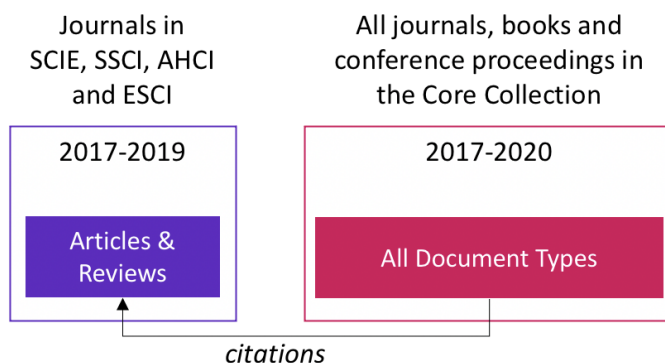 Journals in
SCIE, SSCI, AHCI
and ESCI
2017-2019
Articles &
Reviews
All journals, books and
conference proceedings in
the Core Collection
2017-2020
All Document Types
citations